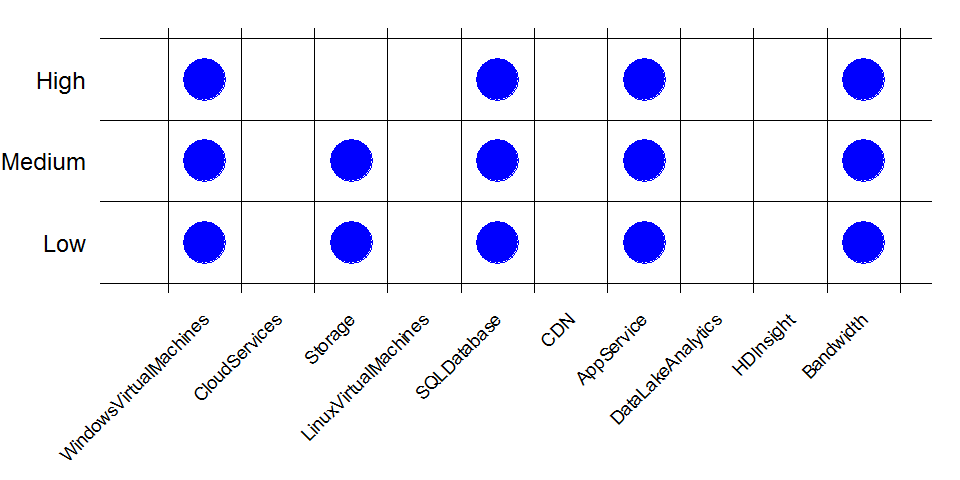 High
Medium
Low
WindowsVirtualMachines
CloudServices
Storage
LinuxVirtualMachines
SQLDatabase
CDN
AppService
DataLakeAnalytics
HDInsight
Bandwidth